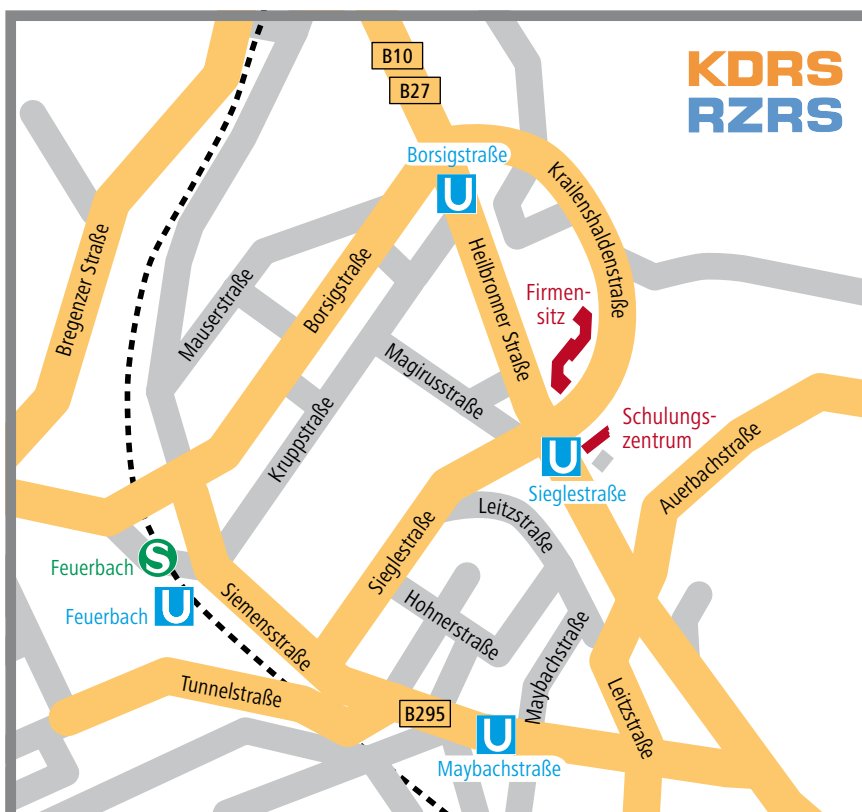 B10
B27
KDRS
RZRS
Borsigstraße
U
Krailenshaldenstraße
Bregenzer Straße
Mauserstraße
Borsigstraße
Heilbronner Straße
Firmen-
sitz
Magirusstraße
Kruppstraße
Schulungs-
zentrum
U
Sieglestraße
Auerbachstraße
Leitzstraße
Sieglestraße
S
Feuerbach
U
Feuerbach
Siemensstraße
Hohnerstraße
Maybachstraße
Tunnelstraße
Leitzstraße
B295
U
Maybachstraße